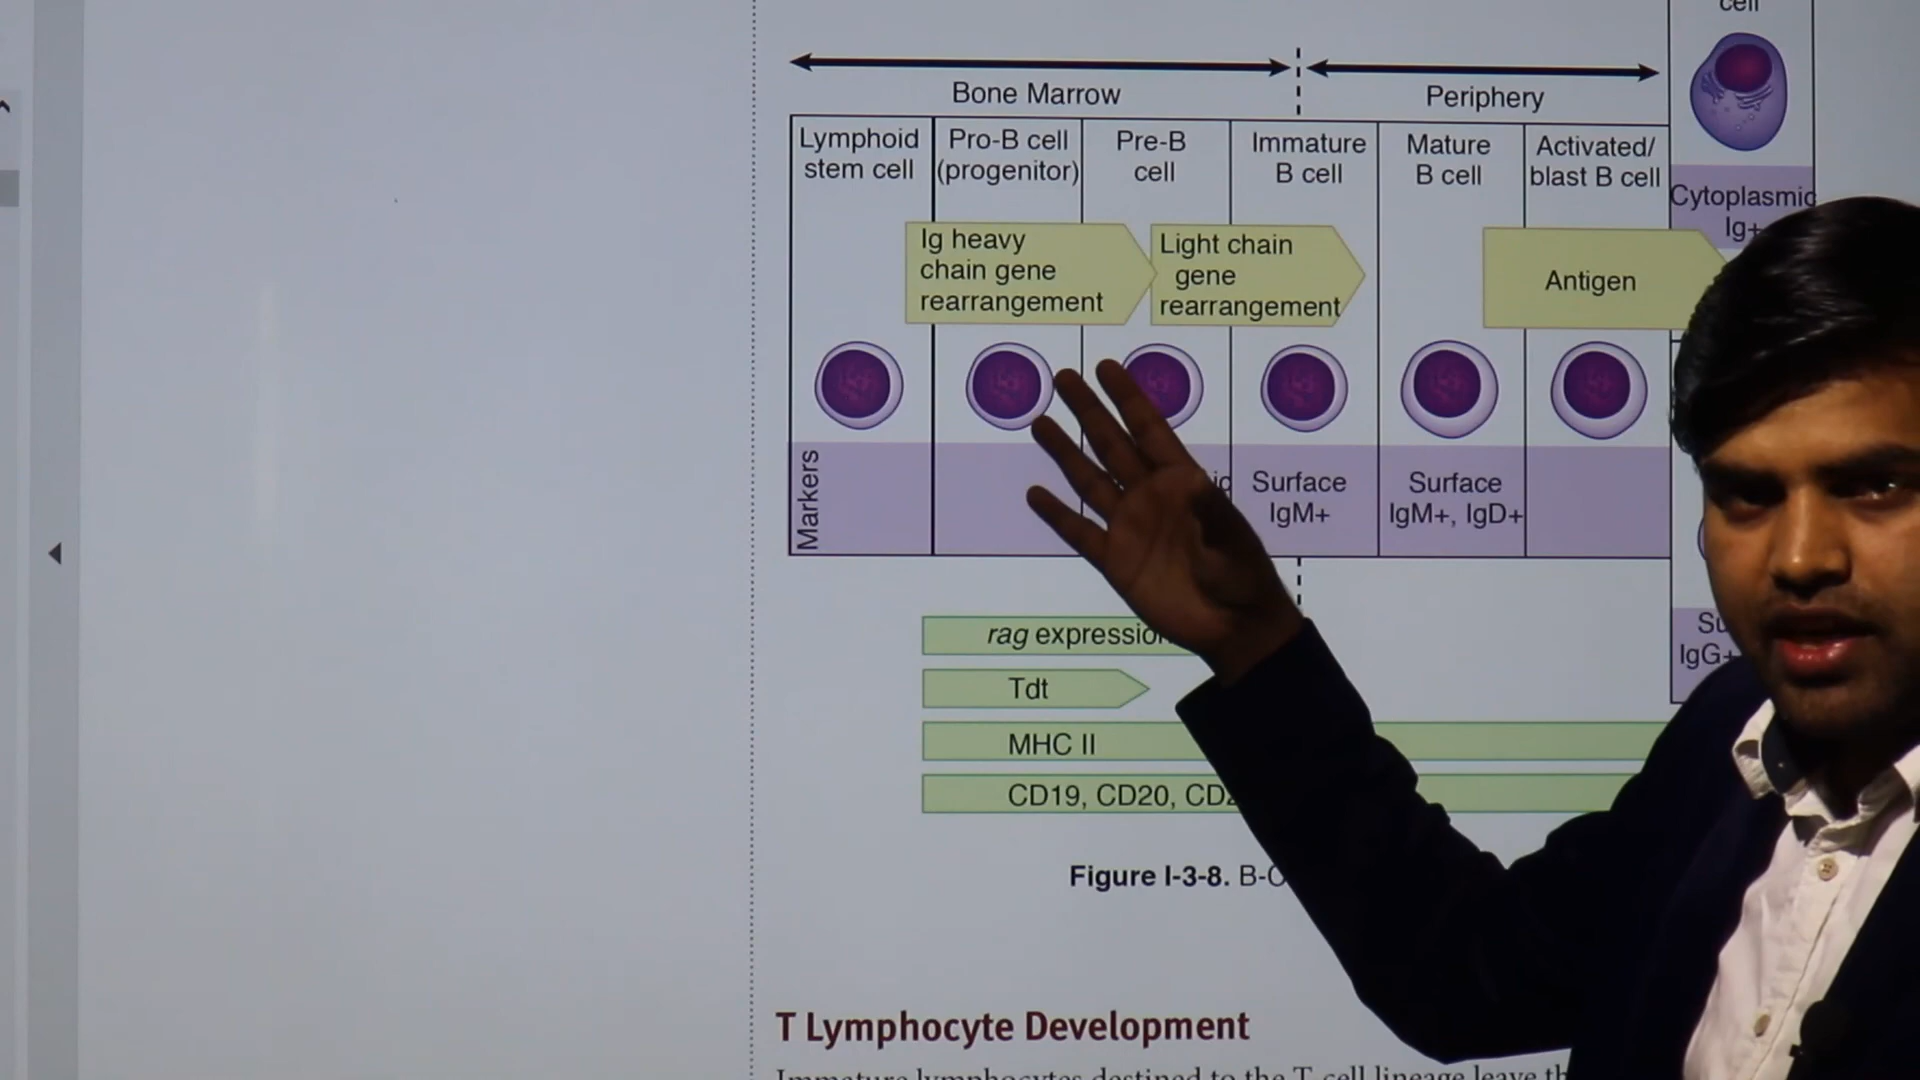 cell
Bone Marrow
Periphery
Lymphoid
stem cell
Pro-B cell
(progenitor)
Pre-B
cell
Immature
B cell
Mature
B cell
Activated/
blast B cell
Cytoplasmic
Ig+
Ig heavy
chain gene
rearrangement
Light chain
gene
rearrangement
Antigen
Markers
Surface
IgM+
Surface
IgM+, IgD+
IgG+
rag expression
Tdt
MHC II
CD19, CD20,
Figure I-3-8.
T Lymphocyte Development
Immature lymphocytes destined to the T cell lineage leave